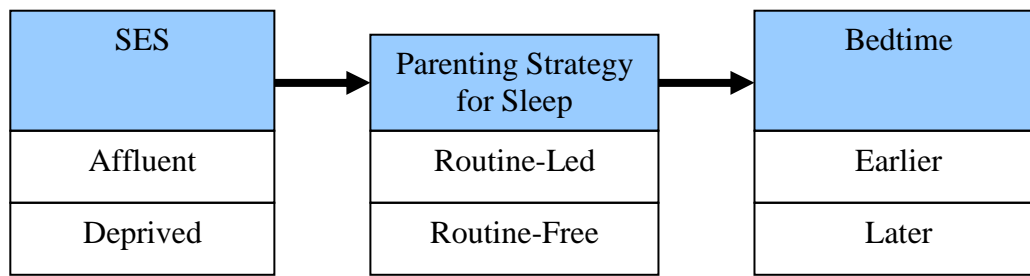 SES
Parenting Strategy
for Sleep
Bedtime
Affluent
Routine-Led
Earlier
Deprived
Routine-Free
Later